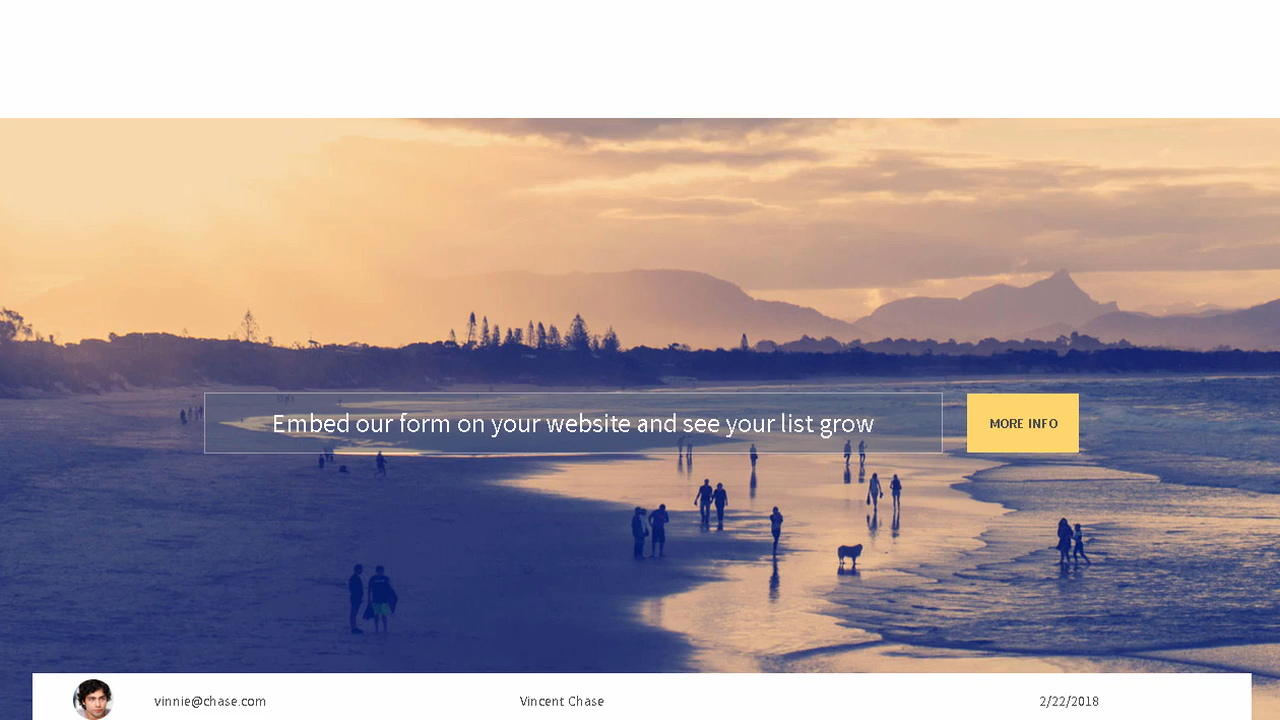 Embed our form on your website and see your list grow
MORE INFO
vinnie@chase.com Vincent Chase 2/22/2018